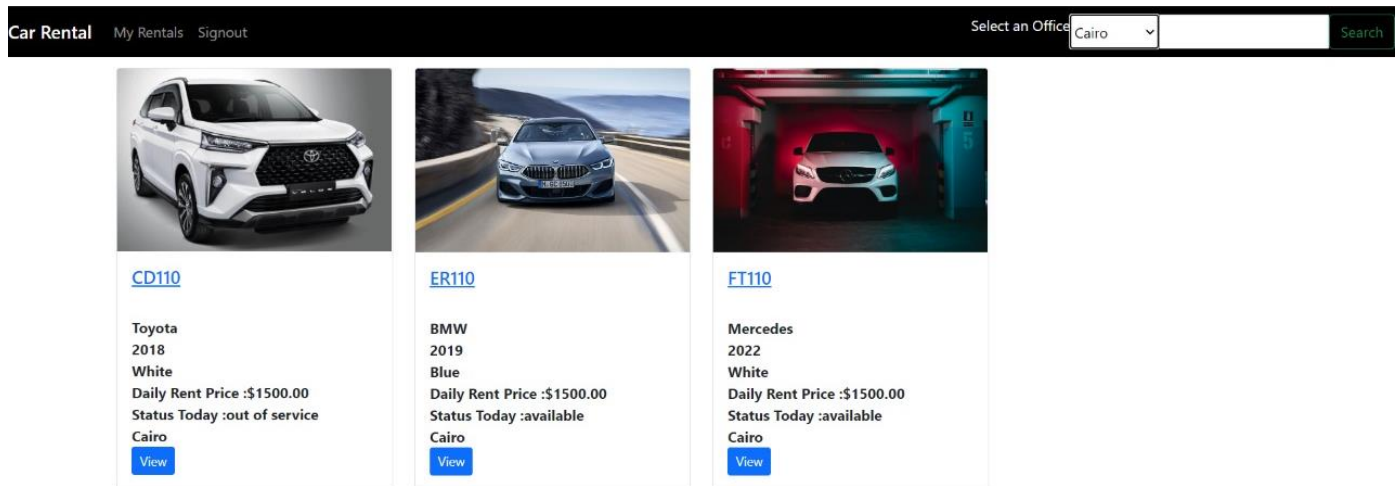 Car Rental My Rentals Signout Select an Office Cairo Search
CD110
Toyota
2018
White
Daily Rent Price :$1500.00
Status Today :out of service
Cairo
View
ER110
BMW
2019
Blue
Daily Rent Price :$1500.00
Status Today :available
Cairo
View
FT110
Mercedes
2022
White
Daily Rent Price :$1500.00
Status Today :available
Cairo
View